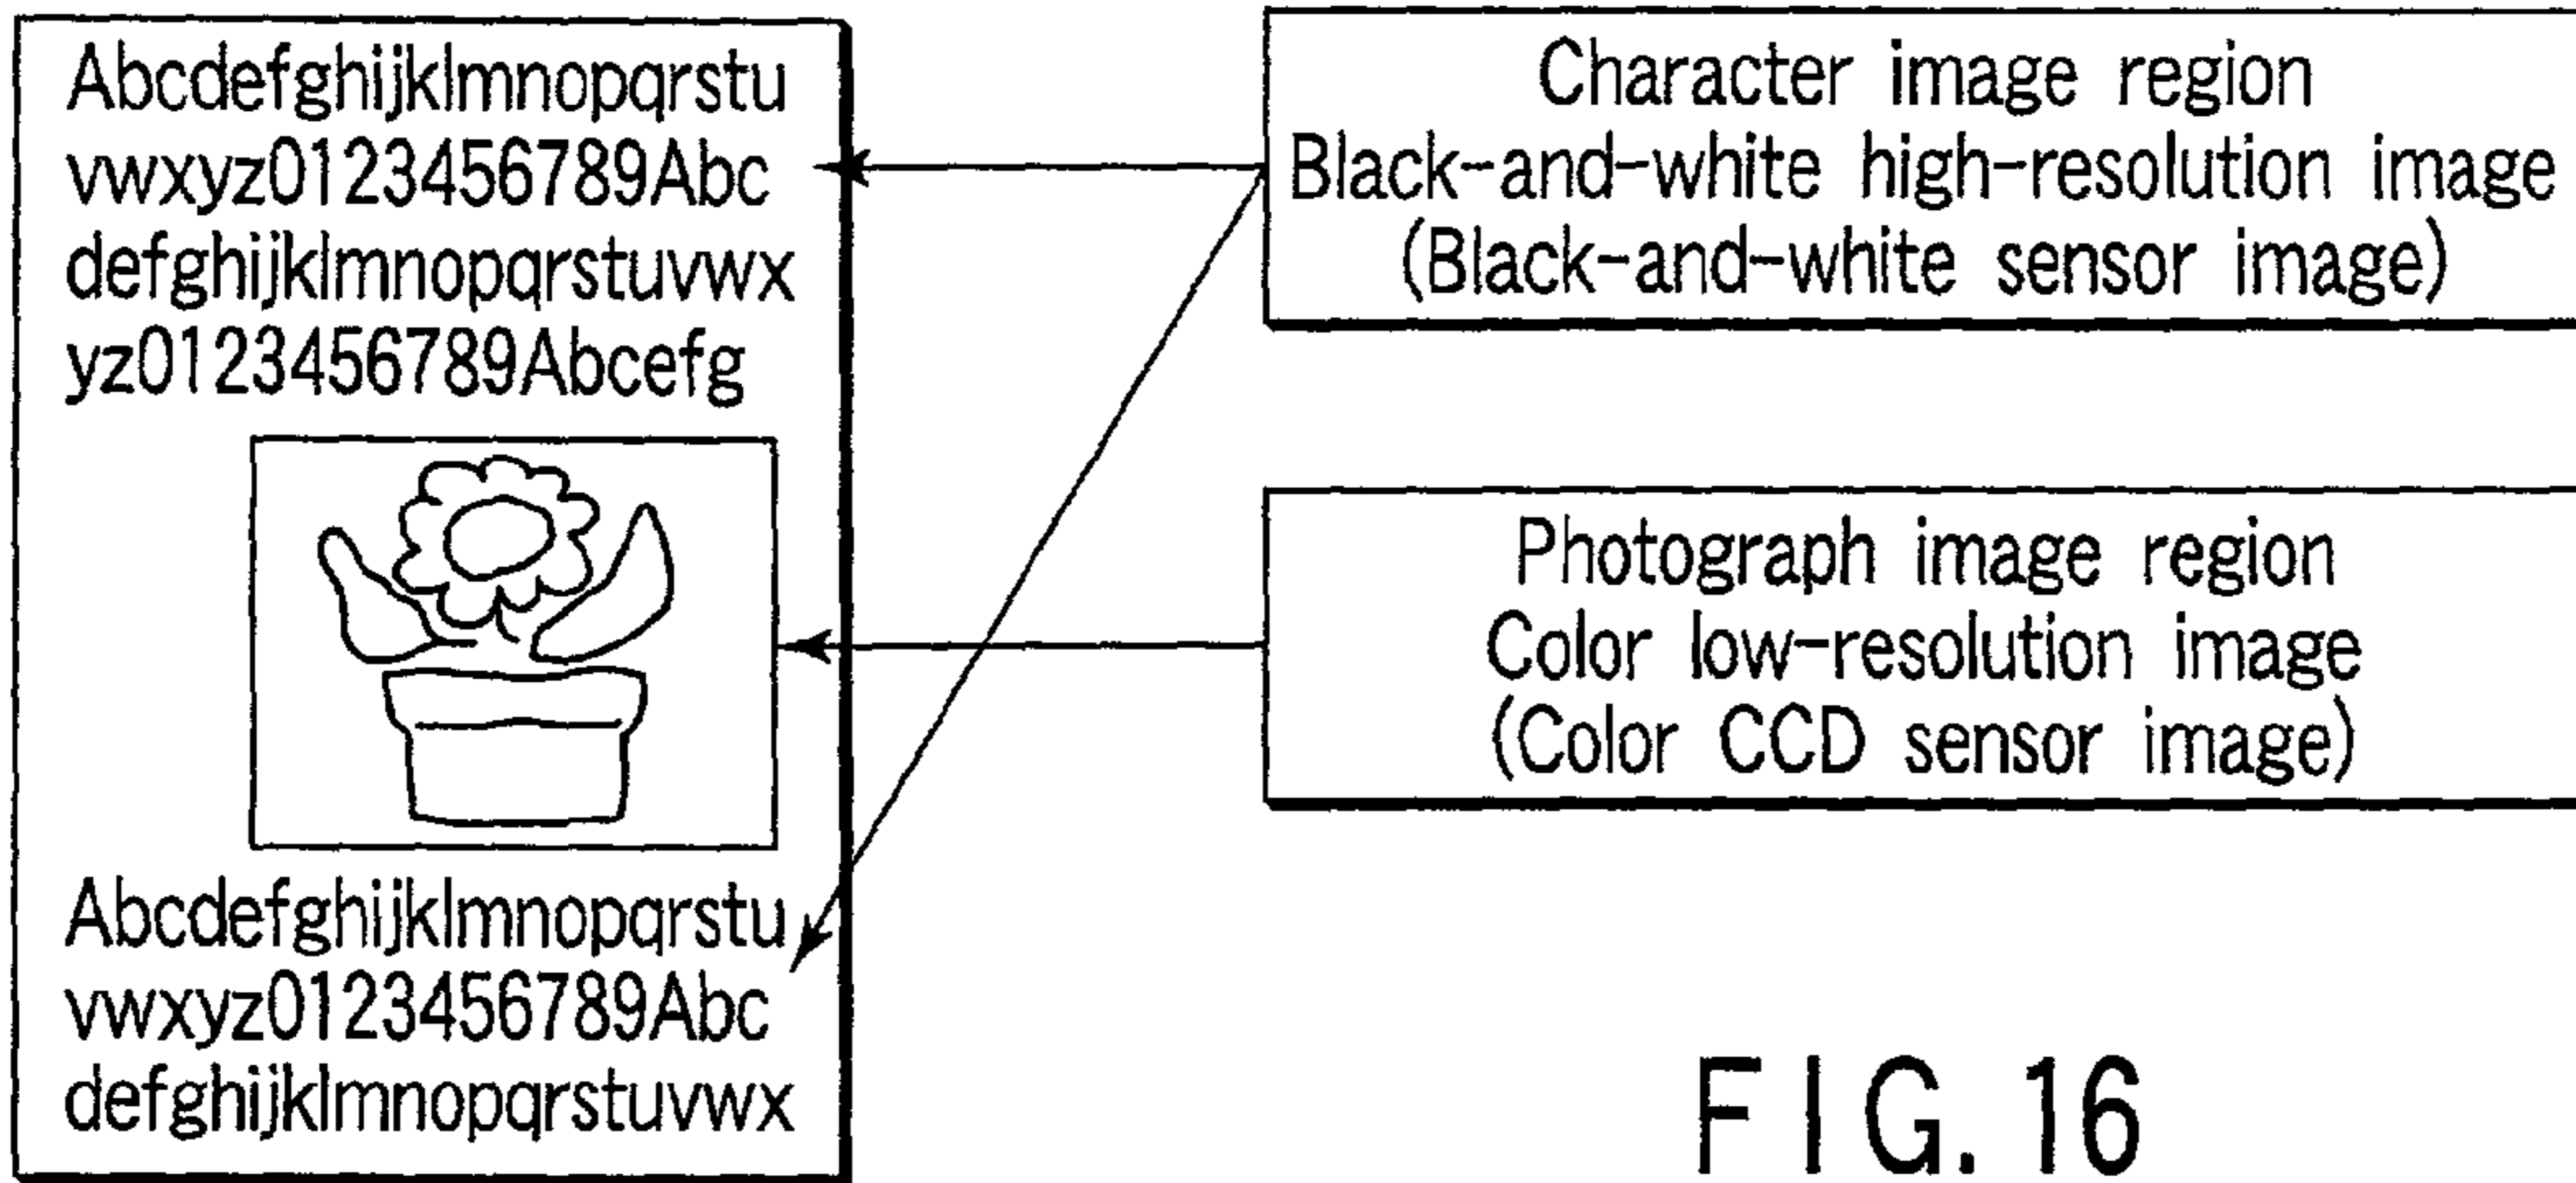 Abcdefghijklmnopqrstu
vwxyz0123456789Abc
defghijklmnopqrstuvwx
yz0123456789Abcefg
Abcdefghijklmnopqrstu
vwxyz0123456789Abc
defghijklmnopqrstuvwx
Character image region
Black-and-white high-resolution image
(Black-and-white sensor image)
Photograph image region
Color low-resolution image
(Color CCD sensor image)
FIG. 16